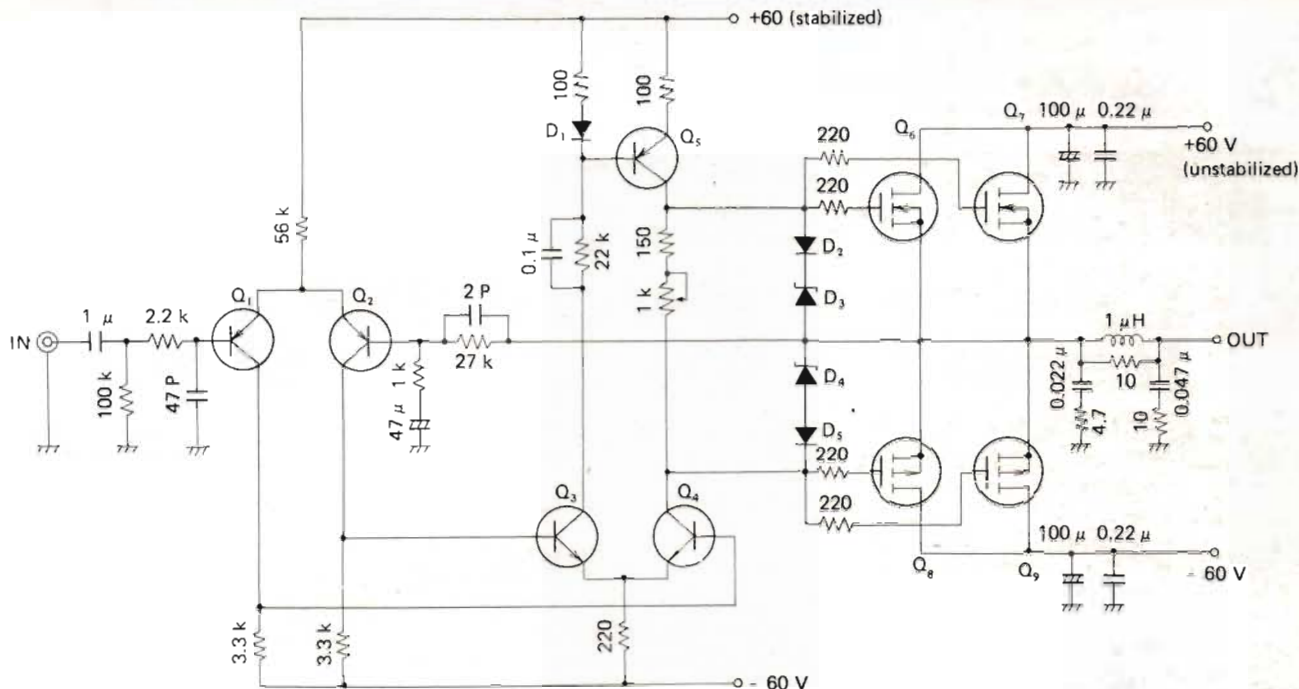 +60 (stabilized)
100
100
D₁
Q₅
Q₆
Q₇
100 μ
0.22 μ
220
+60 V
(unstabilized)
220
56 k
0.1 μ
22 k
150
D₂
1 k
D₃
Q₁
Q₂
2 P
1 μ
2.2 k
1 μH
IN
27 k
OUT
100 k
47 P
1 k
47 μ
D₄
0.022 μ
10
0.047 μ
4.7
10
D₅
220
Q₃
Q₄
220
100 μ
0.22 μ
Q₈
Q₉
- 60 V
3.3 k
3.3 k
220
- 60 V